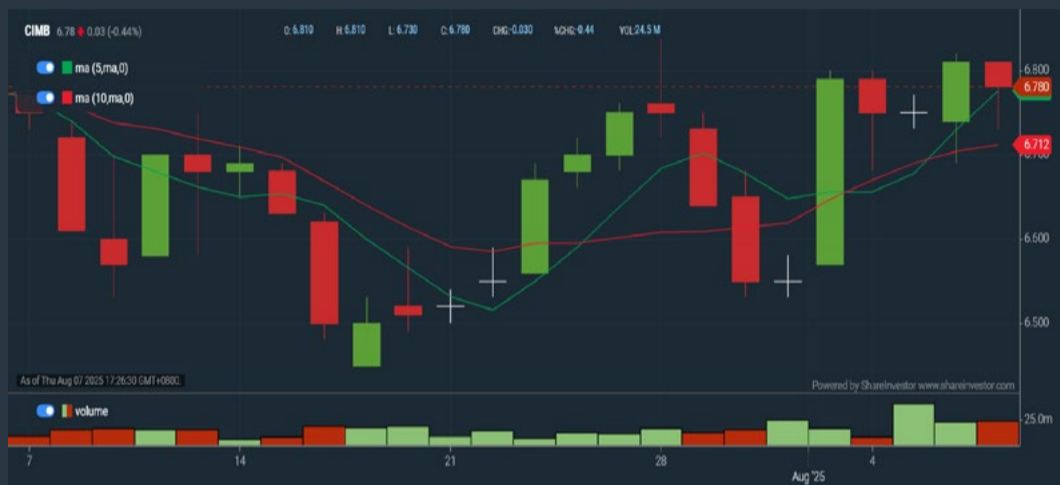 CIMB 6.78 0.03 (-0.44%) O: 6.810 H: 6.810 L: 6.730 C: 6.780 CHG:-0.030 %CHG:-0.44 VOL:24.5 M
ma (5,ma,0)
ma (10,ma,0)
6.800
6.780
6.712
6.600
6.500
As of Thu Aug 07 2025 17:26:30 GMT+0800.
Powered by ShareInvestor www.shareinvestor.com
volume
25.0m
7 14 21 28 4
Aug '25